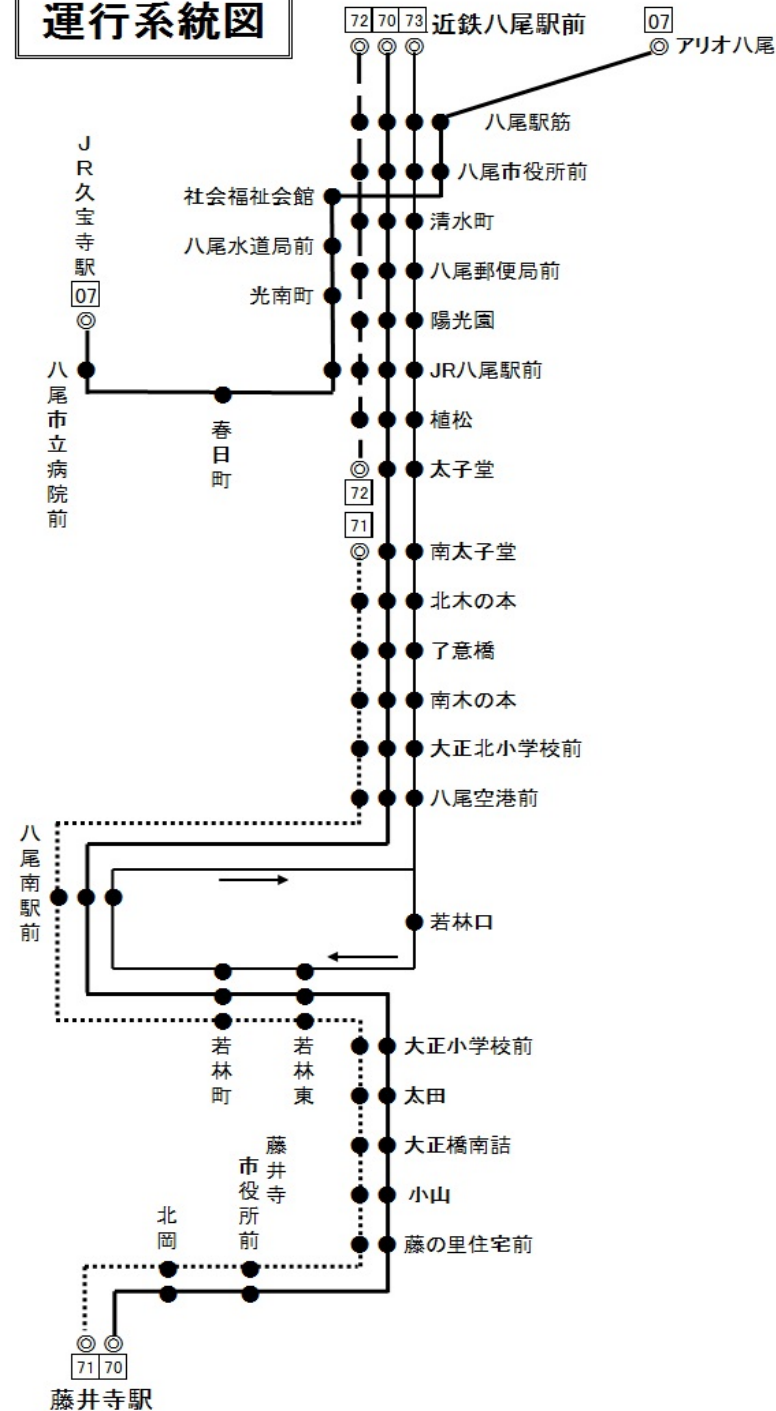 運行系統図
72 70 73 近鉄八尾駅前
07
アリオ八尾
八尾駅筋
八尾市役所前
社会福祉会館
清水町
八尾水道局前
八尾郵便局前
光南町
陽光園
JR久宝寺駅
07
八尾市立病院前
春日町
JR八尾駅前
植松
太子堂
72
71
南太子堂
北木の本
了意橋
南木の本
大正北小学校前
八尾空港前
八尾南駅前
若林口
若林町
若林東
大正小学校前
太田
大正橋南詰
小山
藤の里住宅前
藤井寺
市役所前
北岡
71 70
藤井寺駅